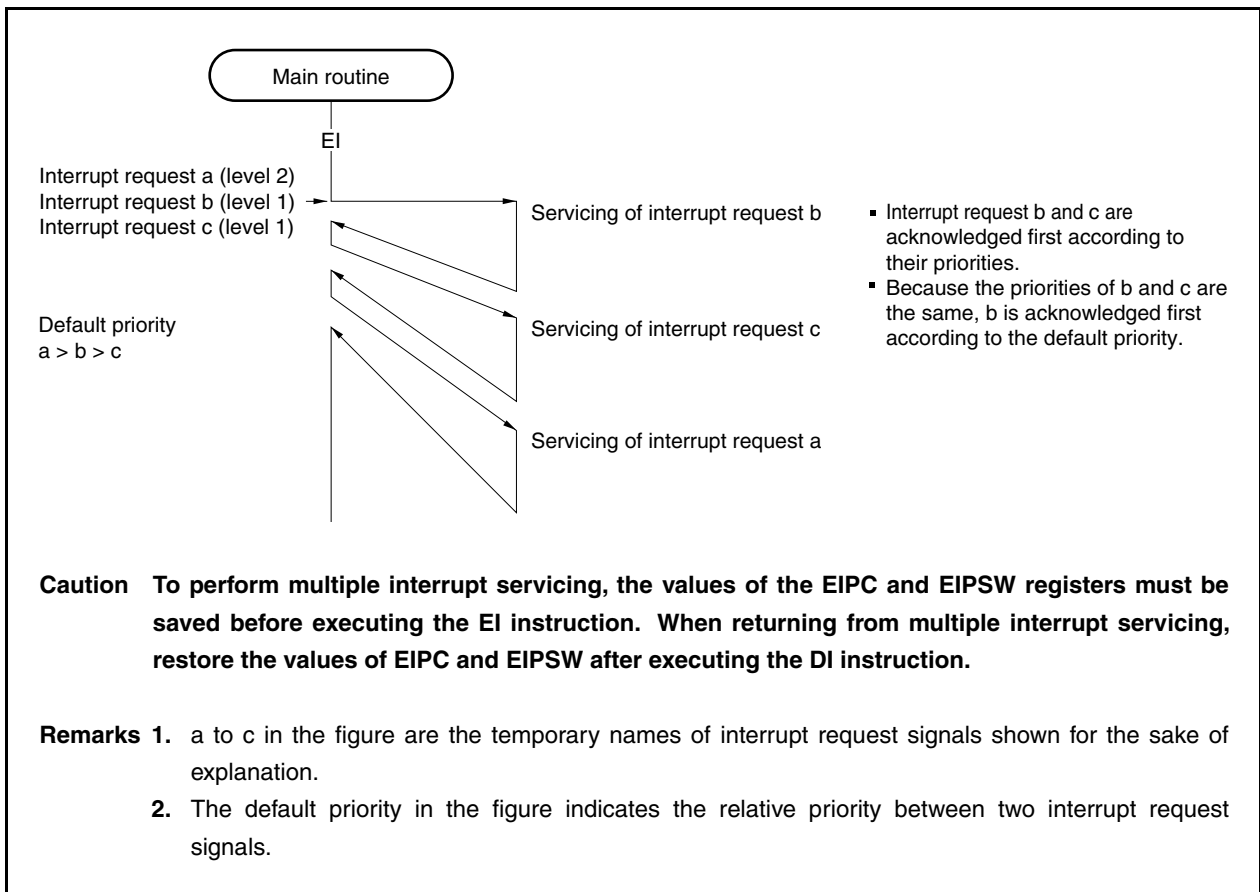 Main routine
EI
Interrupt request a (level 2)
Interrupt request b (level 1)
Interrupt request c (level 1)
Servicing of interrupt request b
▪ Interrupt request b and c are
acknowledged first according to
their priorities.
▪ Because the priorities of b and c are
the same, b is acknowledged first
according to the default priority.
Default priority
a > b > c
Servicing of interrupt request c
Servicing of interrupt request a
Caution To perform multiple interrupt servicing, the values of the EIPC and EIPSW registers must be
saved before executing the EI instruction. When returning from multiple interrupt servicing,
restore the values of EIPC and EIPSW after executing the DI instruction.
Remarks 1. a to c in the figure are the temporary names of interrupt request signals shown for the sake of
explanation.
2. The default priority in the figure indicates the relative priority between two interrupt request
signals.